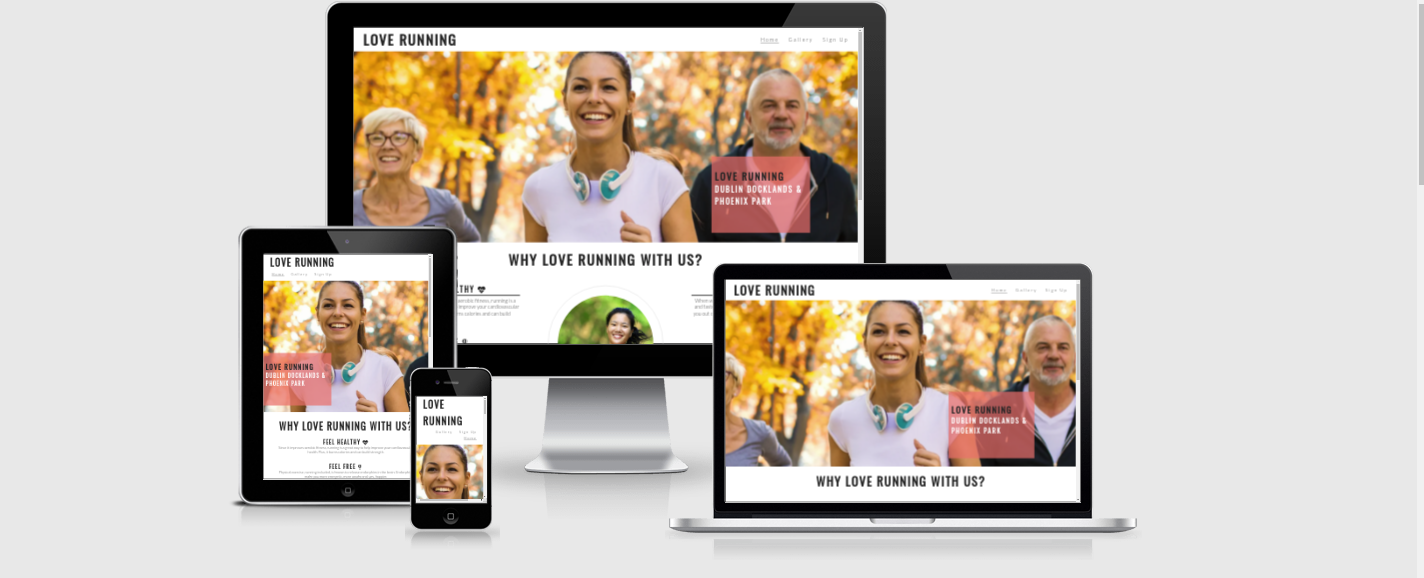 LOVE RUNNING
Home Gallery Sign Up
LOVE RUNNING
DUBLIN DOCKLANDS &
PHOENIX PARK
WHY LOVE RUNNING WITH US?
LOVE RUNNING
Home Gallery Sign Up
LOVE RUNNING
DUBLIN DOCKLANDS &
PHOENIX PARK
WHY LOVE RUNNING WITH US?
FEEL HEALTHY
FEEL FREE
LOVE
RUNNING
Gallery Sign Up
Home
LOVE RUNNING
Home Gallery Sign Up
LOVE RUNNING
DUBLIN DOCKLANDS &
PHOENIX PARK
WHY LOVE RUNNING WITH US?